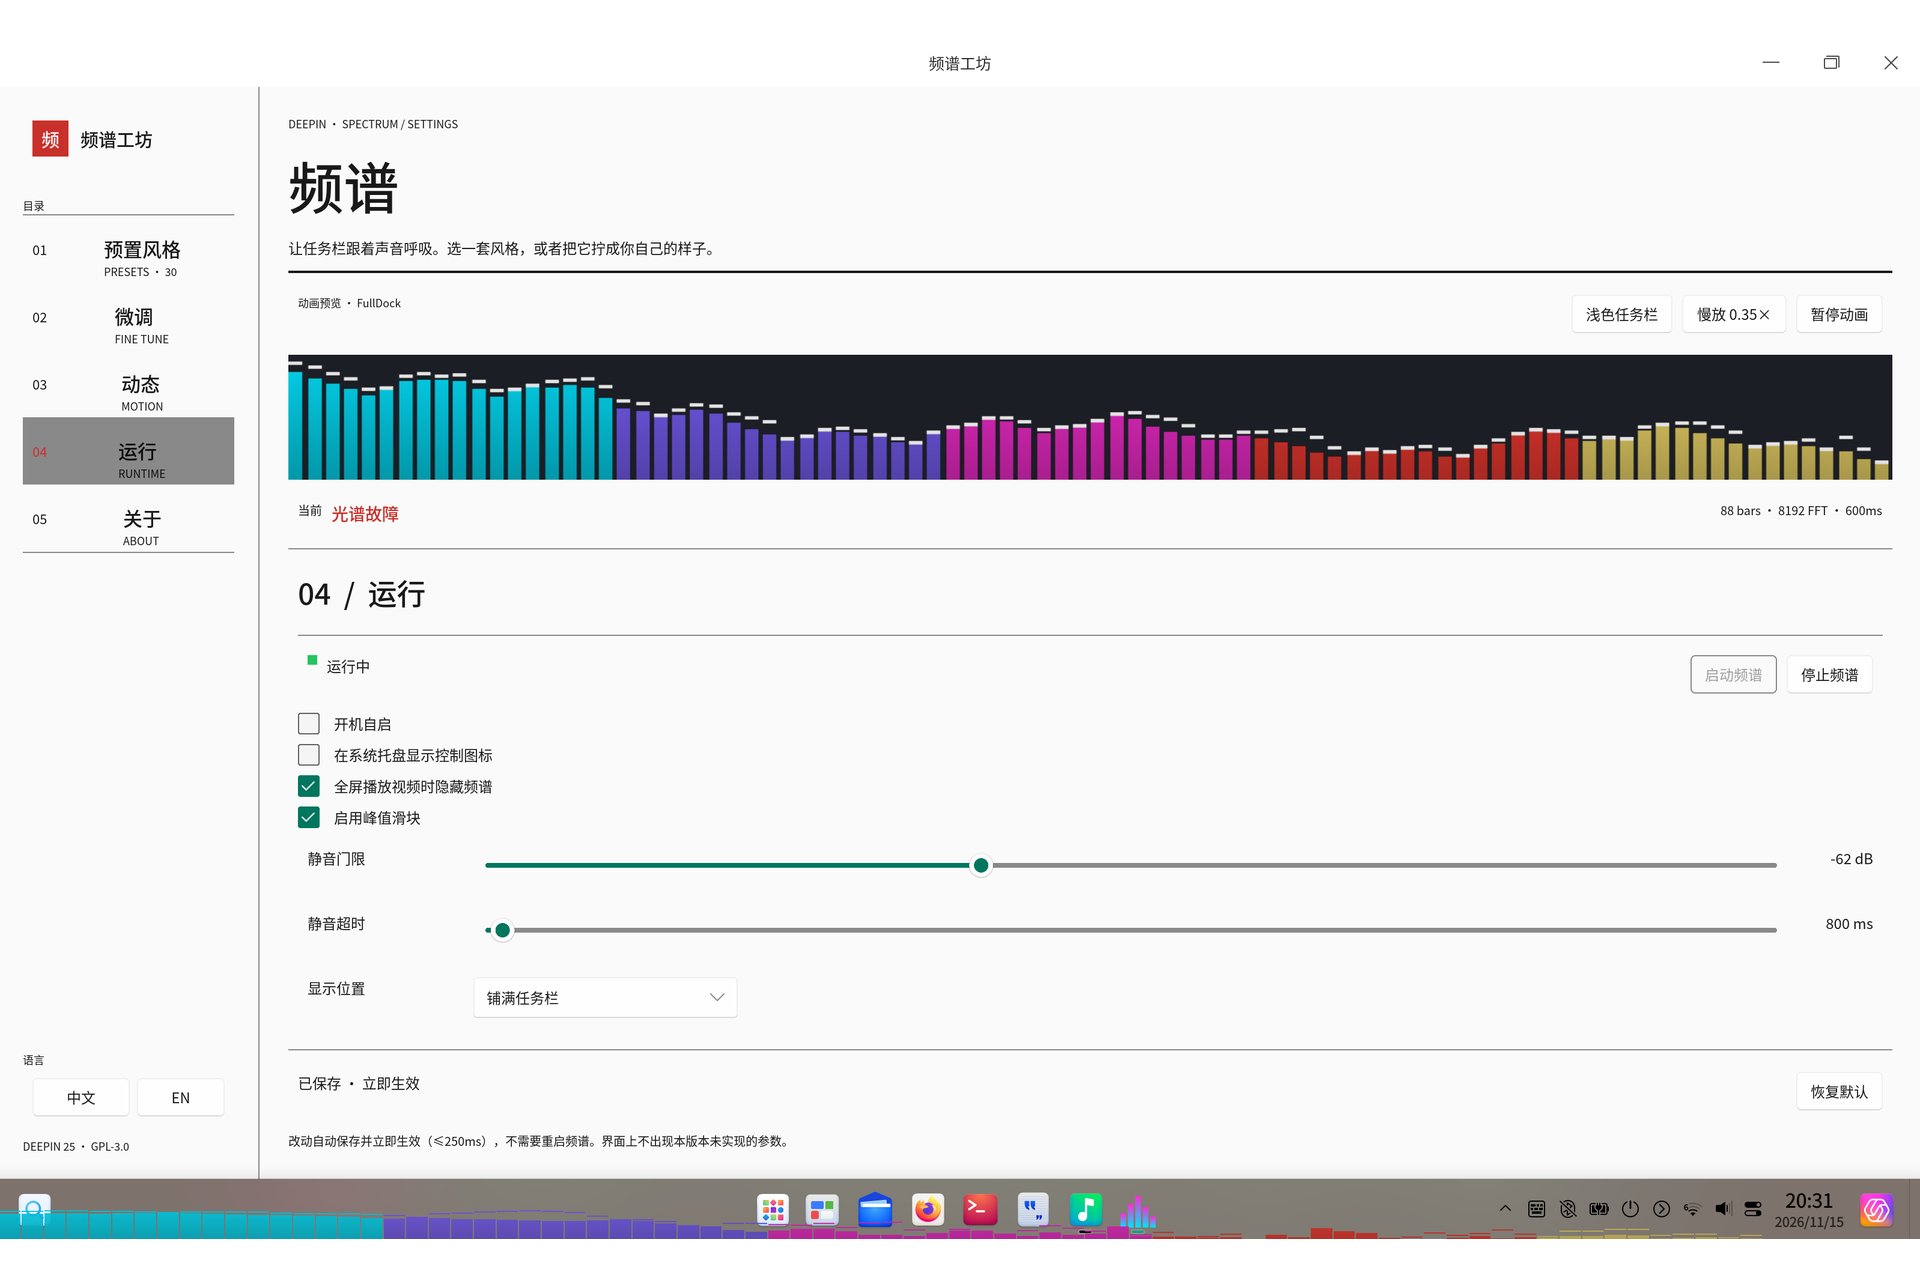 频谱工坊
频 频谱工坊
目录
01 预置风格
PRESETS · 30
02 微调
FINE TUNE
03 动态
MOTION
04 运行
RUNTIME
05 关于
ABOUT
语言
中文 EN
DEEPIN 25 · GPL-3.0
DEEPIN · SPECTRUM / SETTINGS
频谱
让任务栏跟着声音呼吸。选一套风格，或者把它拧成你自己的样子。
动画预览 · FullDock
浅色任务栏 慢放 0.35× 暂停动画
当前 光谱故障 88 bars · 8192 FFT · 600ms
04 / 运行
运行中 启动频谱 停止频谱
开机自启
在系统托盘显示控制图标
全屏播放视频时隐藏频谱
启用峰值滑块
静音门限 -62 dB
静音超时 800 ms
显示位置 铺满任务栏
已保存 · 立即生效 恢复默认
改动自动保存并立即生效（≤250ms），不需要重启频谱。界面上不出现本版本未实现的参数。
20:31
2026/11/15